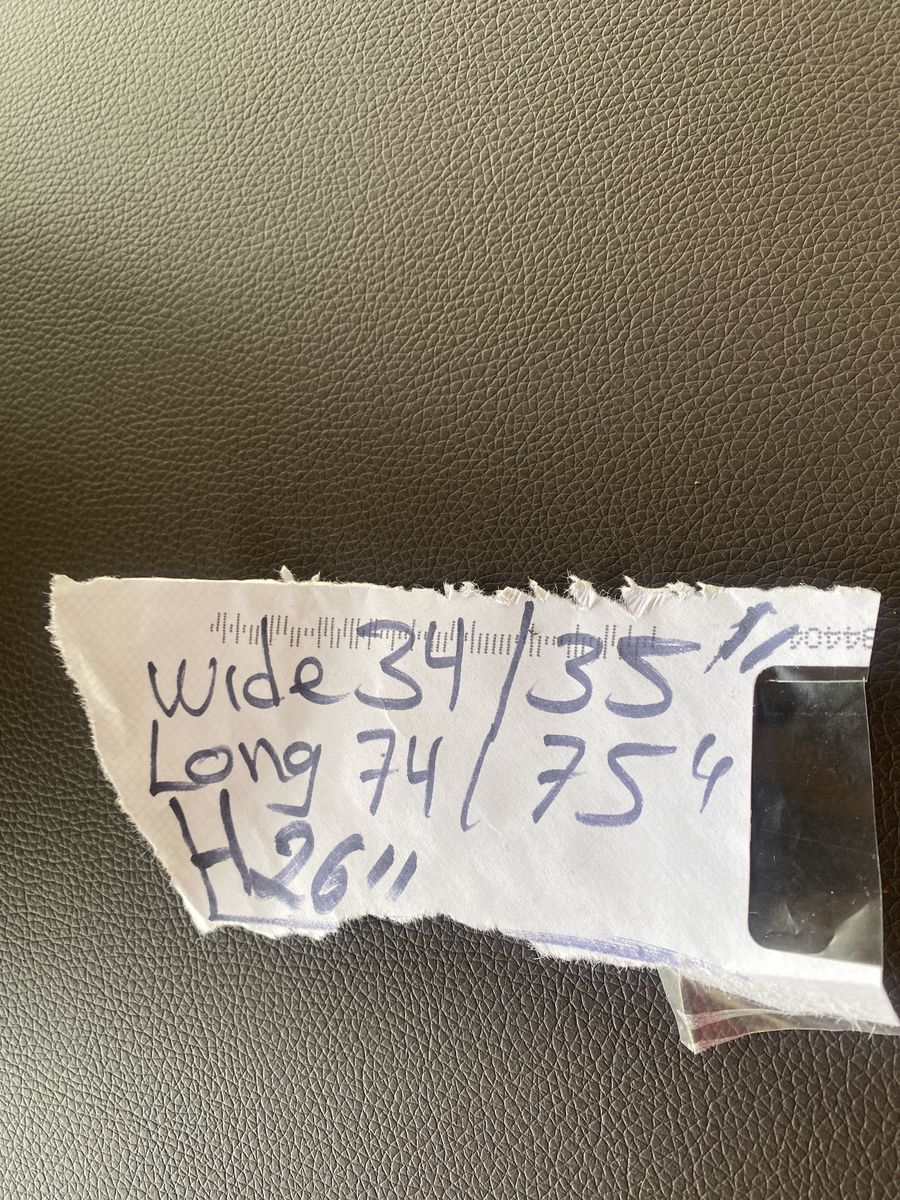 Wide 34/35"
Long 74/75"
H 26"